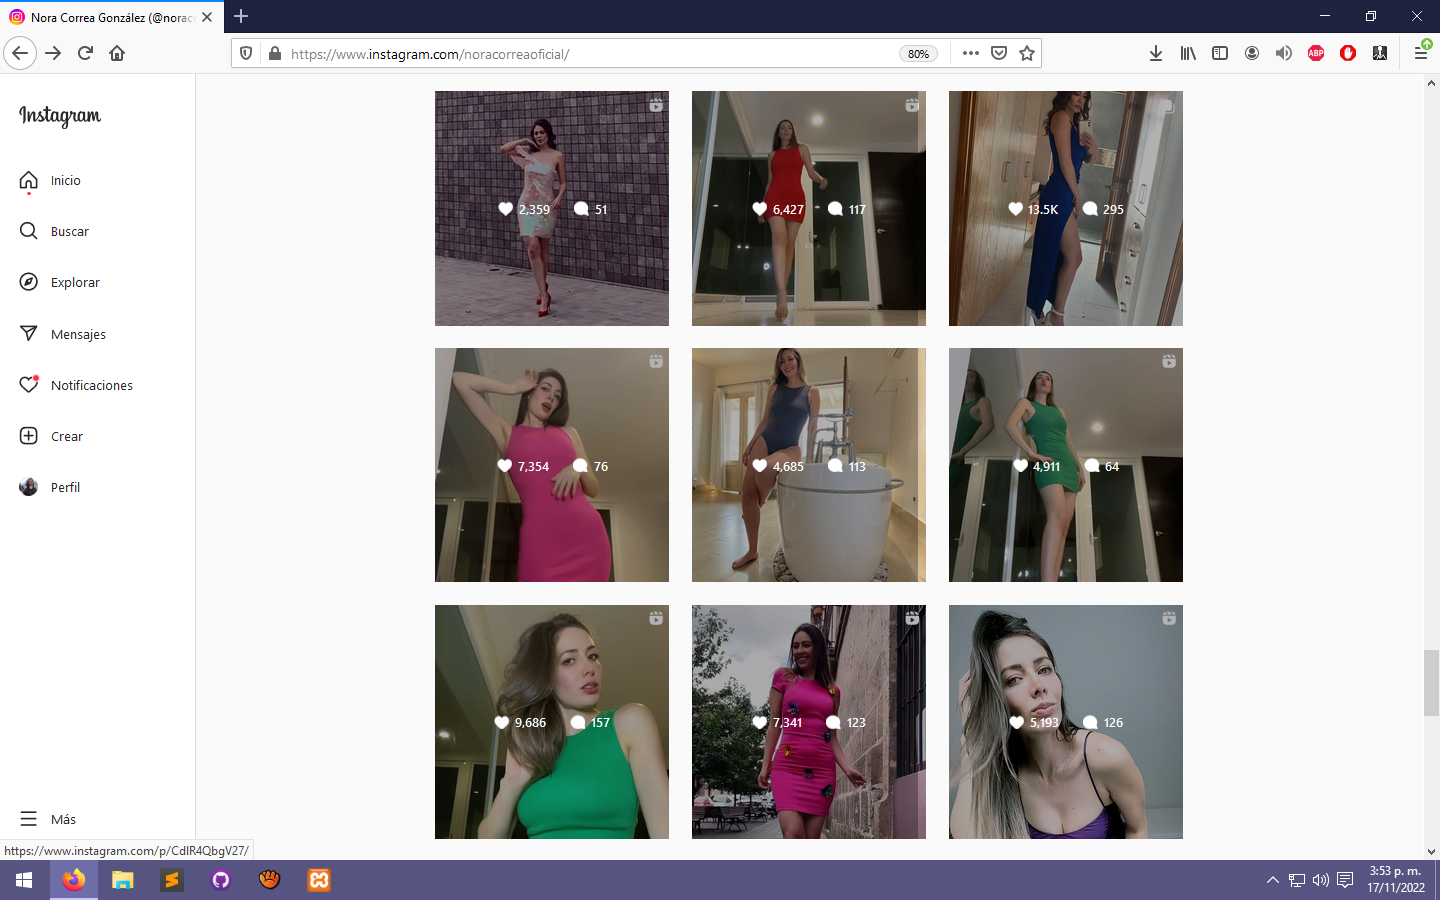 Nora Correa González (@norac
https://www.instagram.com/noracorreaoficial/
80%
ABP
Instagram
Inicio
Buscar
Explorar
Mensajes
Notificaciones
Crear
Perfil
Más
2,359 51
6,427 117
13.5K 295
7,354 76
4,685 113
4,911 64
9,686 157
7,341 123
5,193 126
https://www.instagram.com/p/CdIR4QbgV27/
3:53 p. m.
17/11/2022